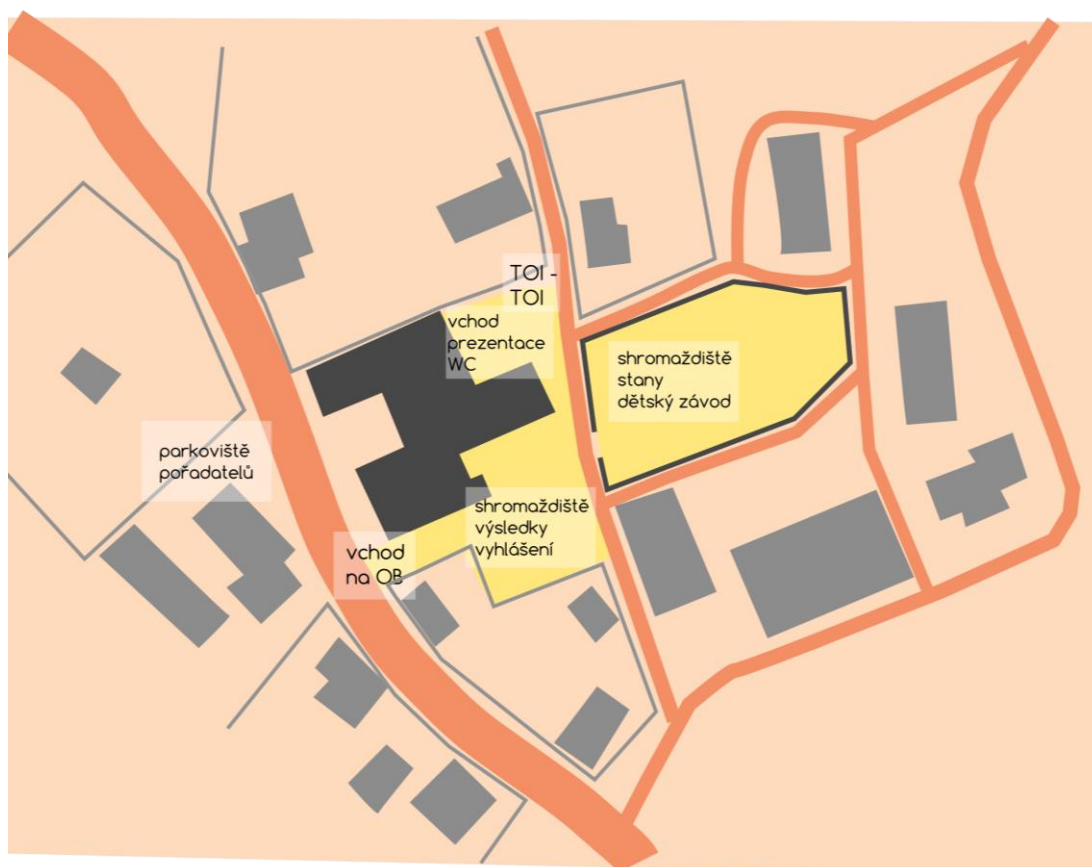 TOI -
TOI
vchod
prezentace
WC
shromaždiště
stany
dětský závod
parkoviště
pořadatelů
shromaždiště
výsledky
vyhlášení
vchod
na OB